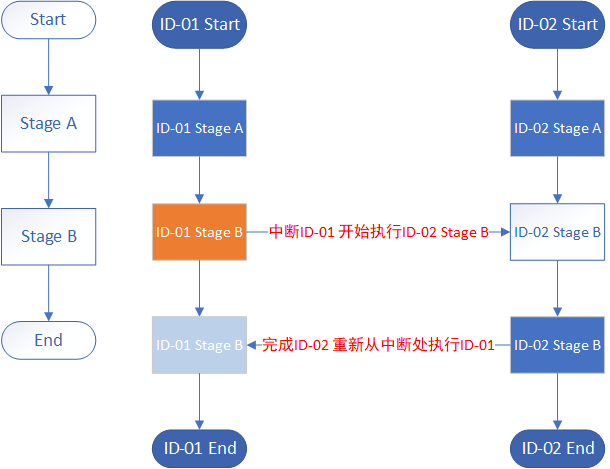 Start
Stage A
Stage B
End
ID-01 Start
ID-01 Stage A
ID-01 Stage B
中断ID-01 开始执行ID-02 Stage B
ID-01 Stage B
完成ID-02 重新从中断处执行ID-01
ID-01 End
ID-02 Start
ID-02 Stage A
ID-02 Stage B
ID-02 Stage B
ID-02 End